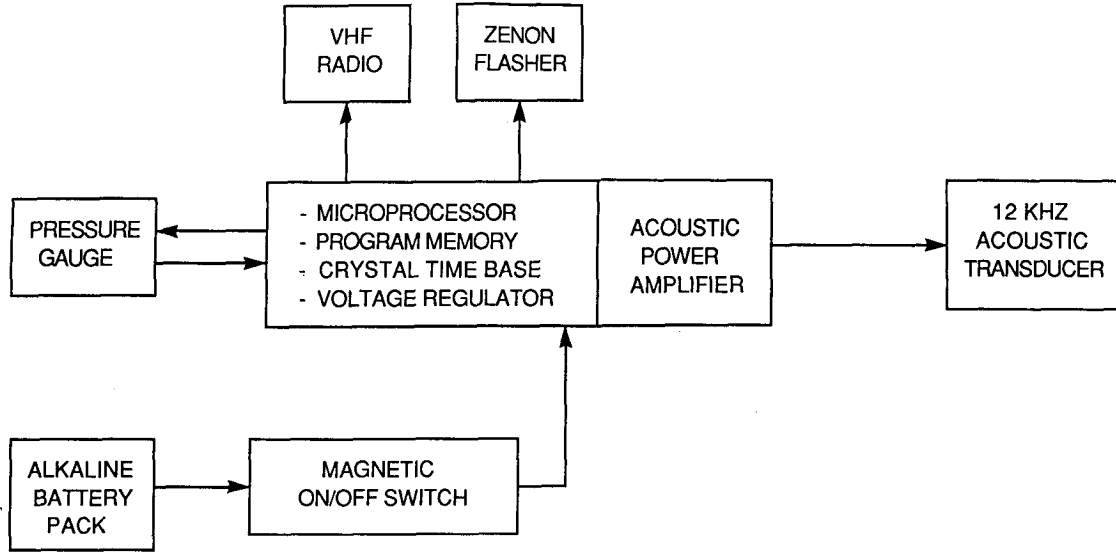 VHF
RADIO
ZENON
FLASHER
PRESSURE
GAUGE
- MICROPROCESSOR
- PROGRAM MEMORY
- CRYSTAL TIME BASE
- VOLTAGE REGULATOR
ACOUSTIC
POWER
AMPLIFIER
12 KHZ
ACOUSTIC
TRANSDUCER
ALKALINE
BATTERY
PACK
MAGNETIC
ON/OFF SWITCH